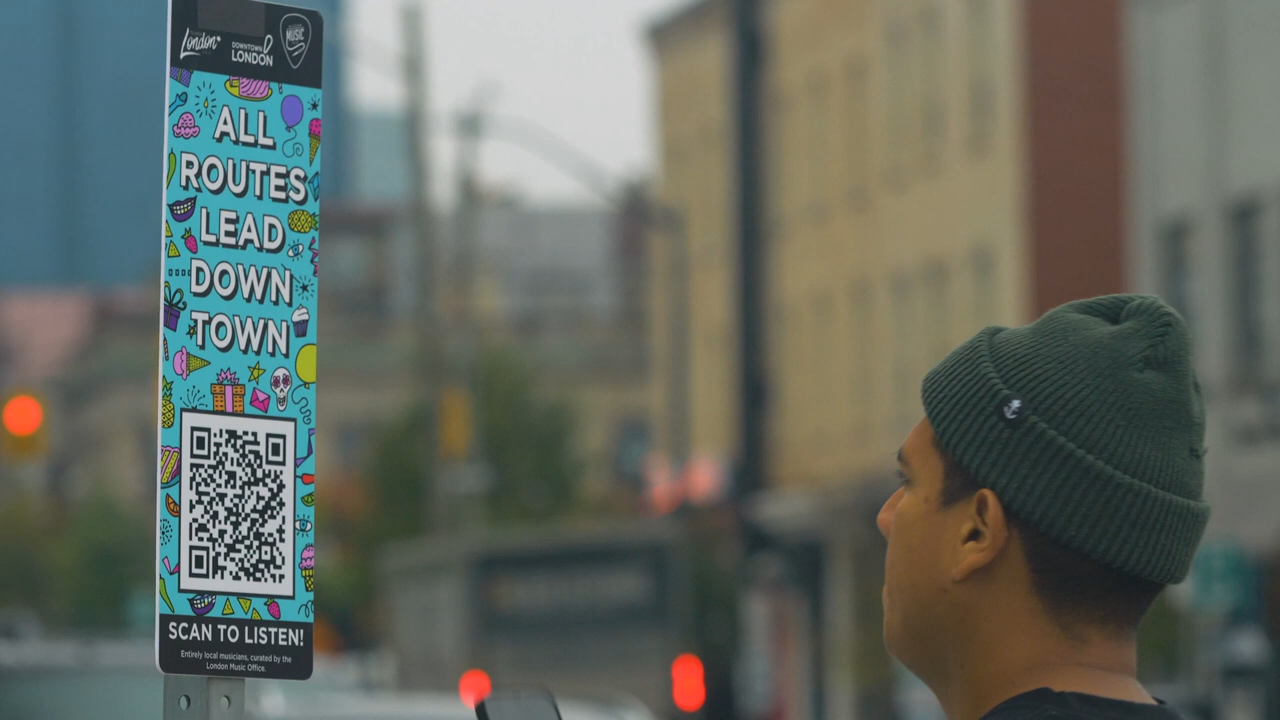 London
DOWNTOWN
LONDON
MUSIC
ALL
ROUTES
LEAD
DOWN
TOWN
SCAN TO LISTEN!
Entirely local musicians, curated by the
London Music Office.